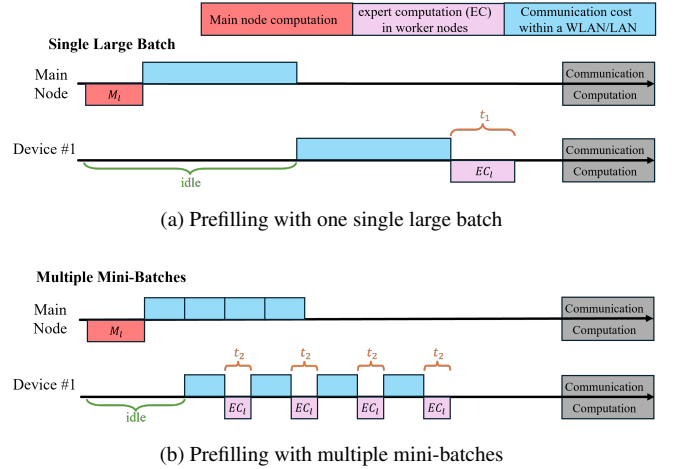 Main node computation
expert computation (EC)
in worker nodes
Communication cost
within a WLAN/LAN
Single Large Batch
Main
Node
M_l
Communication
Computation
Device #1
t_1
EC_l
idle
Communication
Computation
(a) Prefilling with one single large batch
Multiple Mini-Batches
Main
Node
M_l
Communication
Computation
Device #1
t_2 t_2 t_2 t_2
EC_l EC_l EC_l EC_l
idle
Communication
Computation
(b) Prefilling with multiple mini-batches